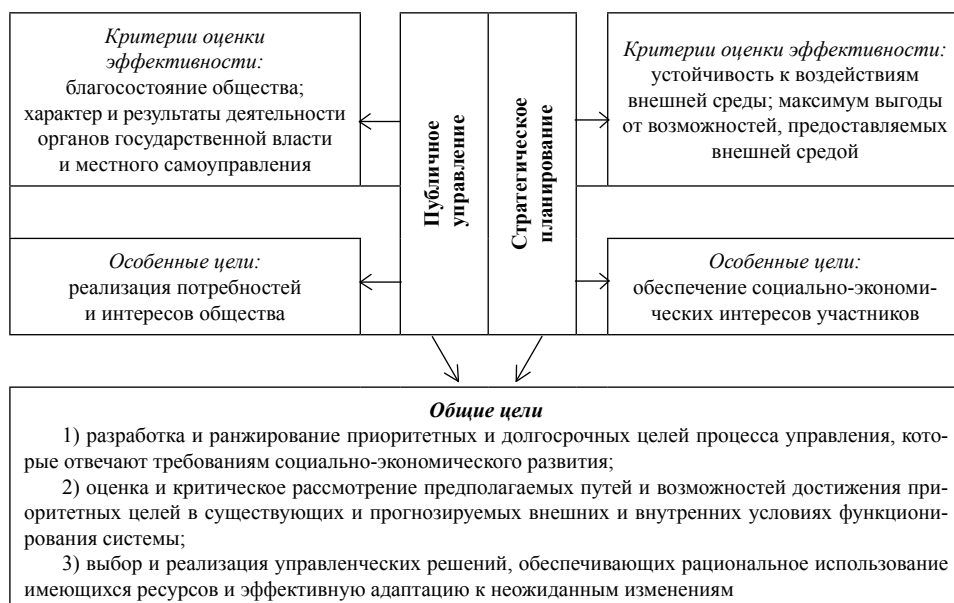 Критерии оценки
эффективности:
благосостояние общества;
характер и результаты деятельности
органов государственной власти
и местного самоуправления
Особенные цели:
реализация потребностей
и интересов общества
Публичное
управление
Стратегическое
планирование
Критерии оценки эффективности:
устойчивость к воздействиям
внешней среды; максимум выгоды
от возможностей, предоставляемых
внешней средой
Особенные цели:
обеспечение социально-экономи-
ческих интересов участников
Общие цели
1) разработка и ранжирование приоритетных и долгосрочных целей процесса управления, кото-
рые отвечают требованиям социально-экономического развития;
2) оценка и критическое рассмотрение предполагаемых путей и возможностей достижения при-
оритетных целей в существующих и прогнозируемых внешних и внутренних условиях функциони-
рования системы;
3) выбор и реализация управленческих решений, обеспечивающих рациональное использование
имеющихся ресурсов и эффективную адаптацию к неожиданным изменениям